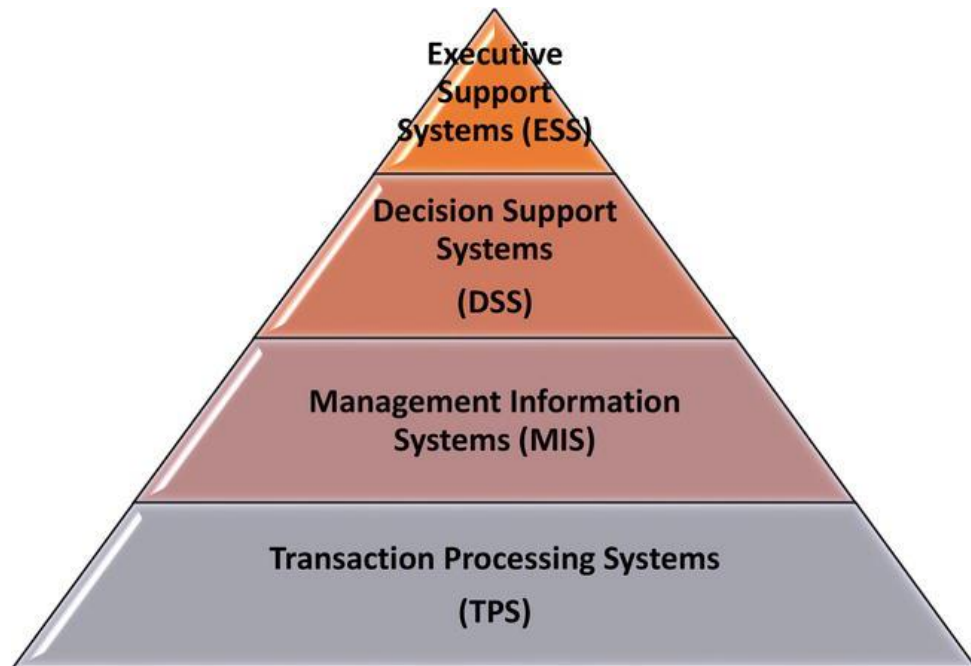 Executive
Support
Systems (ESS)
Decision Support
Systems
(DSS)
Management Information
Systems (MIS)
Transaction Processing Systems
(TPS)